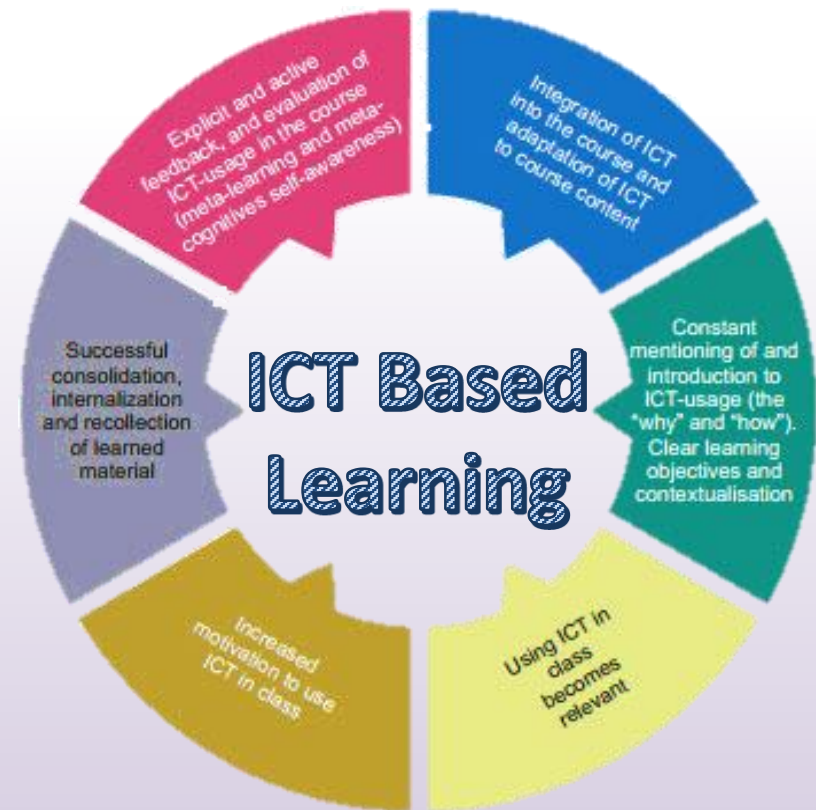 Explicit and active
feedback, and evaluation of
ICT-usage in the course
(meta-learning and meta-
cognitives self-awareness)
Integration of ICT
into the course and
adaptation of ICT
to course content
Constant
mentioning of and
introduction to
ICT-usage (the
"why" and "how").
Clear learning
objectives and
contextualisation
Using ICT in
class
becomes
relevant
Increased
motivation to use
ICT in class
Successful
consolidation,
internalization
and recollection
of learned
material
ICT Based
Learning